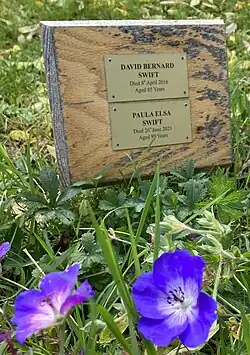 DAVID BERNARD
SWIFT
Died 8th April 2016
Aged 85 Years
PAULA ELSA
SWIFT
Died 26th June 2021
Aged 89 Years